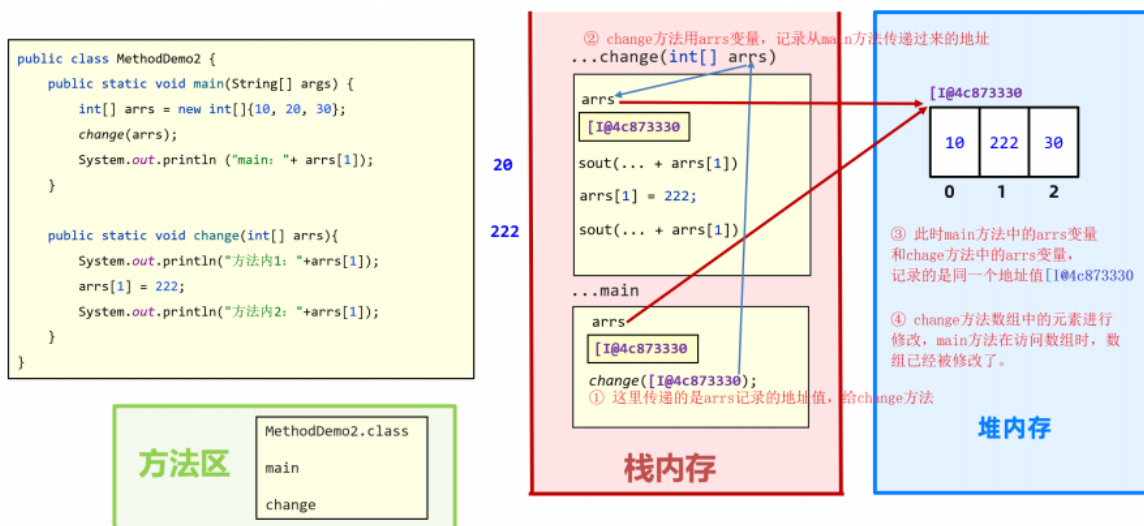 public class MethodDemo2 {
public static void main(String[] args) {
int[] arrs = new int[]{10, 20, 30};
change(arrs);
System.out.println ("main: "+ arrs[1]);
}
public static void change(int[] arrs){
System.out.println("方法内1: "+arrs[1]);
arrs[1] = 222;
System.out.println("方法内2: "+arrs[1]);
}
}
20
222
方法区
MethodDemo2.class
main
change
② change方法用arrs变量，记录从main方法传递过来的地址
...change(int[] arrs)
arrs
[I@4c873330
sout(... + arrs[1])
arrs[1] = 222;
sout(... + arrs[1])
...main
arrs
[I@4c873330
change([I@4c873330);
① 这里传递的是arrs记录的地址值，给change方法
栈内存
[I@4c873330
10 222 30
0 1 2
③ 此时main方法中的arrs变量
和chage方法中的arrs变量，
记录的是同一个地址值[I@4c873330
④ change方法数组中的元素进行
修改，main方法在访问数组时，数
组已经被修改了。
堆内存